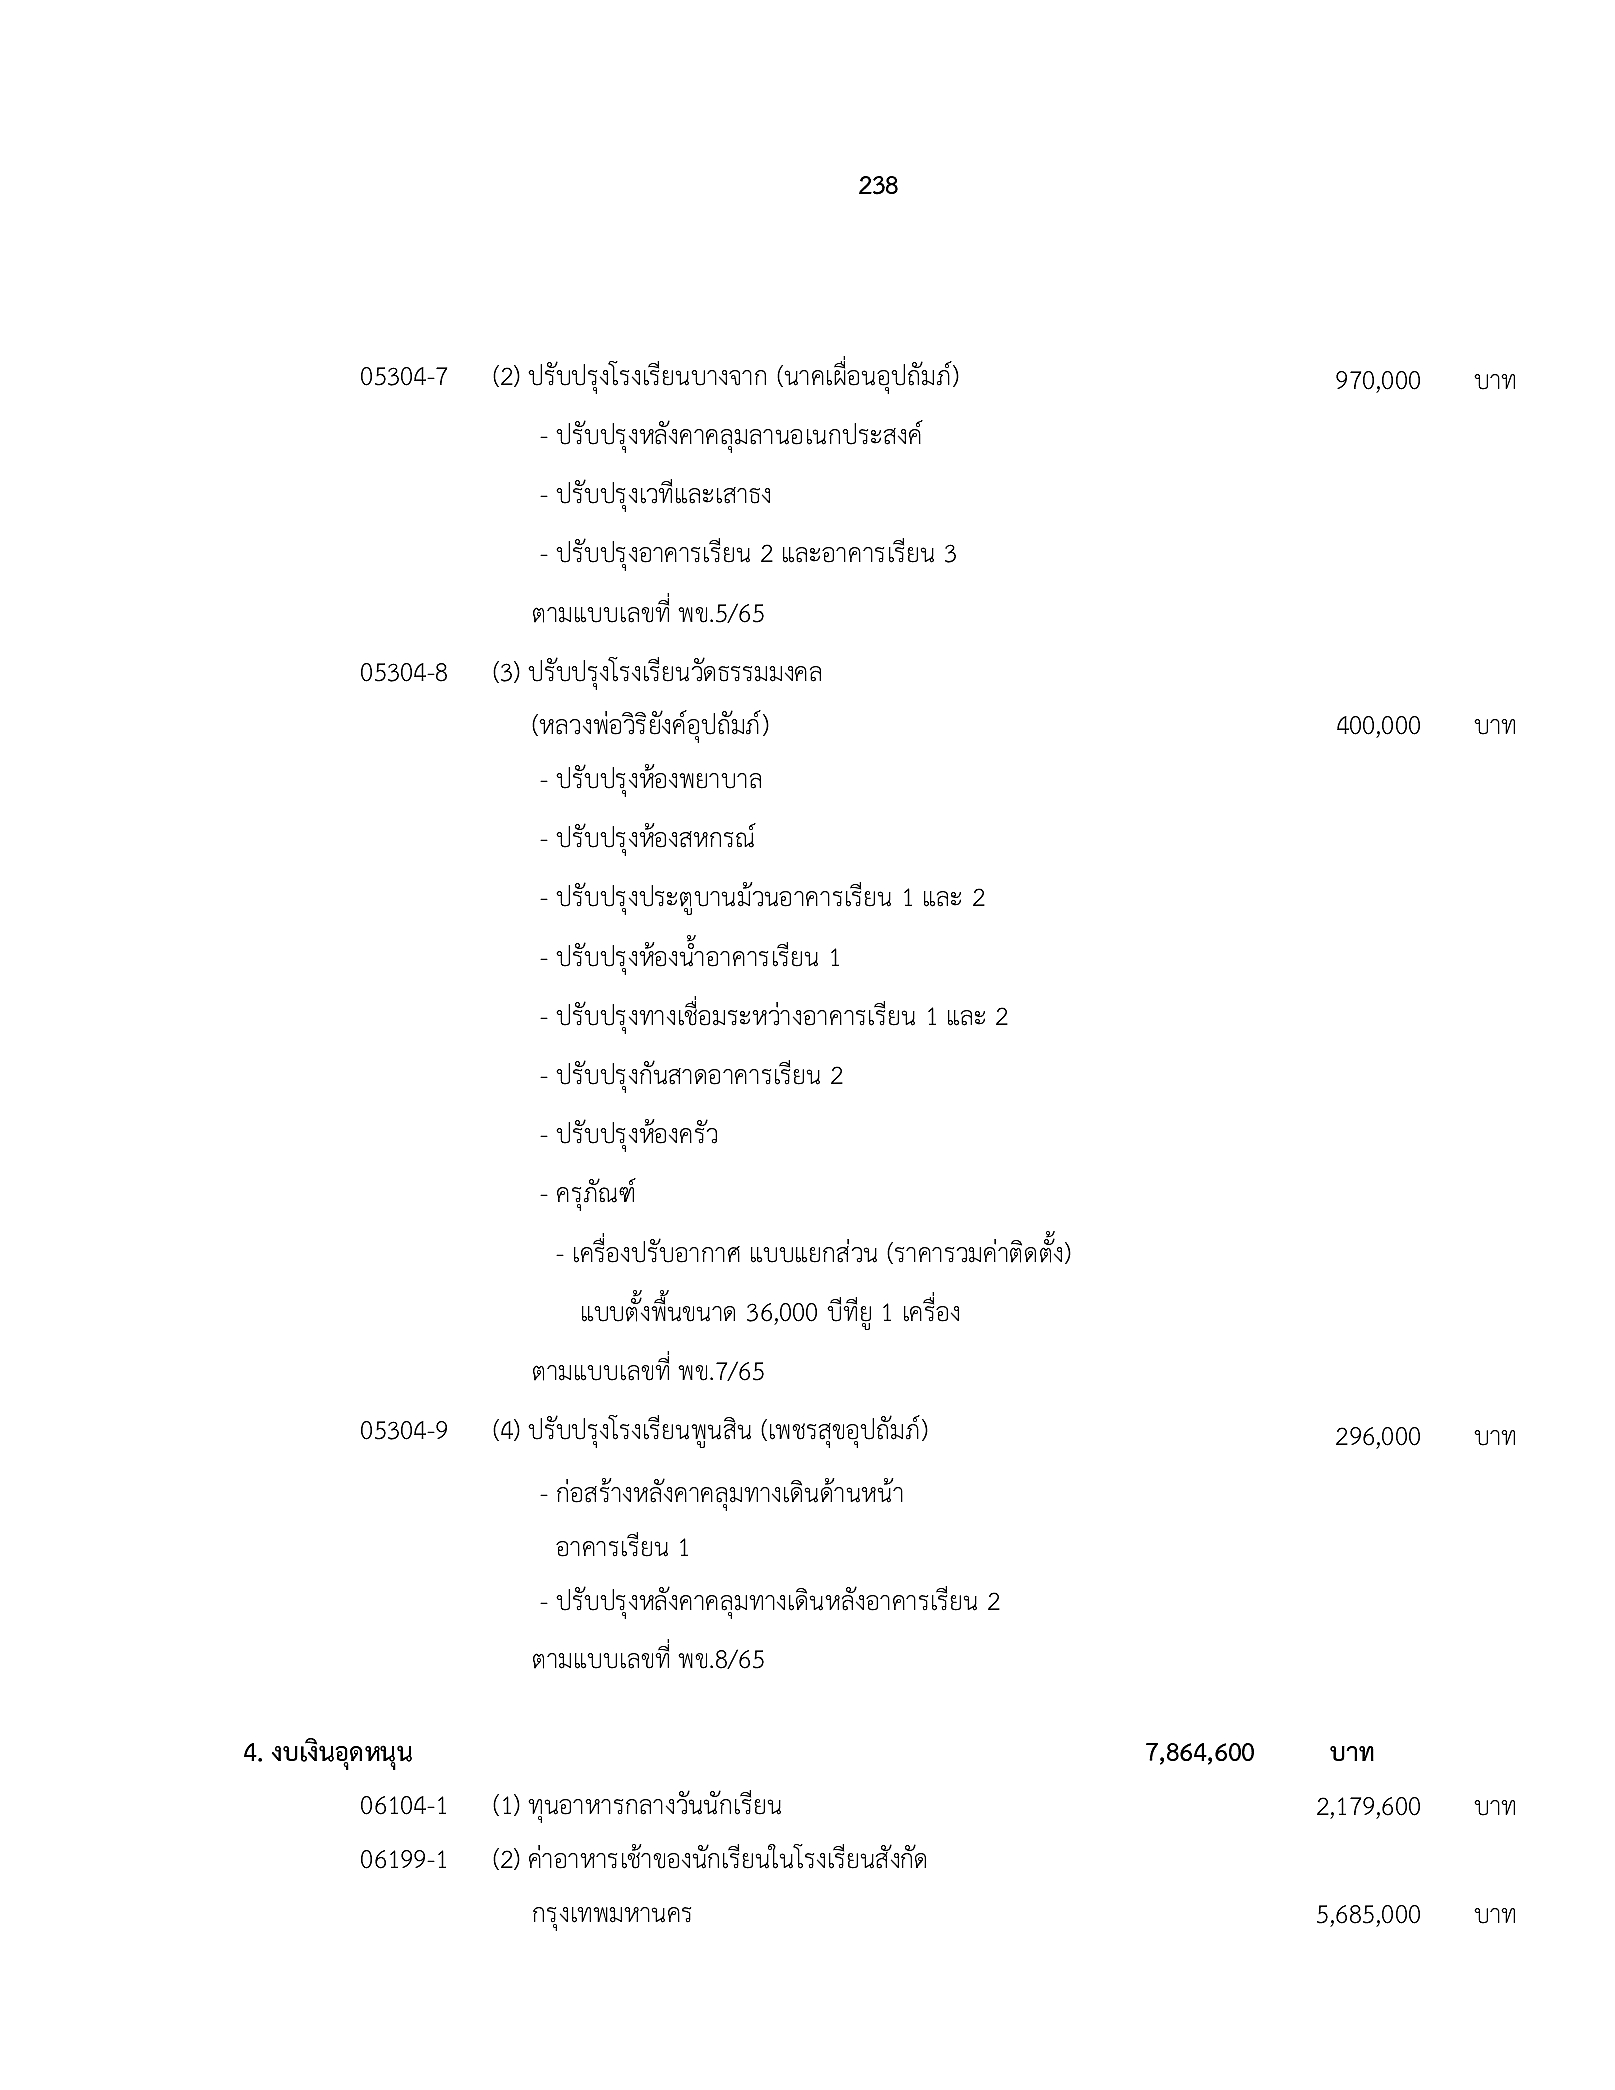 238
05304-7 (2) ปรับปรุงโรงเรียนบางจาก (นาคเผื่อนอุปถัมภ์) 970,000 บาท
- ปรับปรุงหลังคาคลุมลานอเนกประสงค์
- ปรับปรุงเวทีและเสาธง
- ปรับปรุงอาคารเรียน 2 และอาคารเรียน 3
ตามแบบเลขที่ พข.5/65
05304-8 (3) ปรับปรุงโรงเรียนวัดธรรมมงคล
(หลวงพ่อวิริยังค์อุปถัมภ์) 400,000 บาท
- ปรับปรุงห้องพยาบาล
- ปรับปรุงห้องสหกรณ์
- ปรับปรุงประตูบานม้วนอาคารเรียน 1 และ 2
- ปรับปรุงห้องน้ำอาคารเรียน 1
- ปรับปรุงทางเชื่อมระหว่างอาคารเรียน 1 และ 2
- ปรับปรุงกันสาดอาคารเรียน 2
- ปรับปรุงห้องครัว
- ครุภัณฑ์
- เครื่องปรับอากาศ แบบแยกส่วน (ราคารวมค่าติดตั้ง)
แบบตั้งพื้นขนาด 36,000 บีทียู 1 เครื่อง
ตามแบบเลขที่ พข.7/65
05304-9 (4) ปรับปรุงโรงเรียนพูนสิน (เพชรสุขอุปถัมภ์) 296,000 บาท
- ก่อสร้างหลังคาคลุมทางเดินด้านหน้า
อาคารเรียน 1
- ปรับปรุงหลังคาคลุมทางเดินหลังอาคารเรียน 2
ตามแบบเลขที่ พข.8/65
4. งบเงินอุดหนุน 7,864,600 บาท
06104-1 (1) ทุนอาหารกลางวันนักเรียน 2,179,600 บาท
06199-1 (2) ค่าอาหารเช้าของนักเรียนในโรงเรียนสังกัด
กรุงเทพมหานคร 5,685,000 บาท